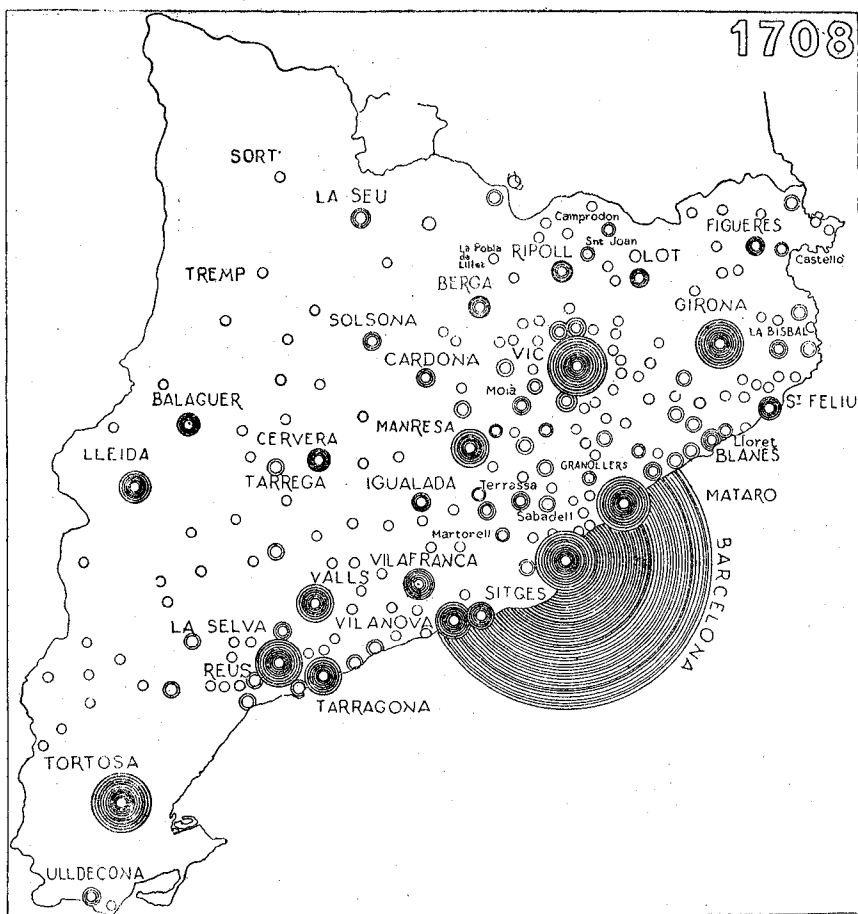 1708
SORT
LA SEU
Camprodon
FIGUERES
Snt Joan
La Pobla
de
Lillet
RIPOLL
OLOT
Castelló
TREMP
BERGA
GIRONA
SOLSONA
LA BISBAL
CARDONA
VIC
BALAGUER
Moià
St FELIU
MANRESA
CERVERA
Lloret
LLEIDA
BLANES
TARREGA
IGUALADA
GRANOLLERS
Terrassa
MATARO
Sabadell
Martorell
BARCELONA
VILAFRANCA
VALLS
SITGES
LA SELVA
VILANOVA
REUS
TARRAGONA
TORTOSA
ULLDECONA